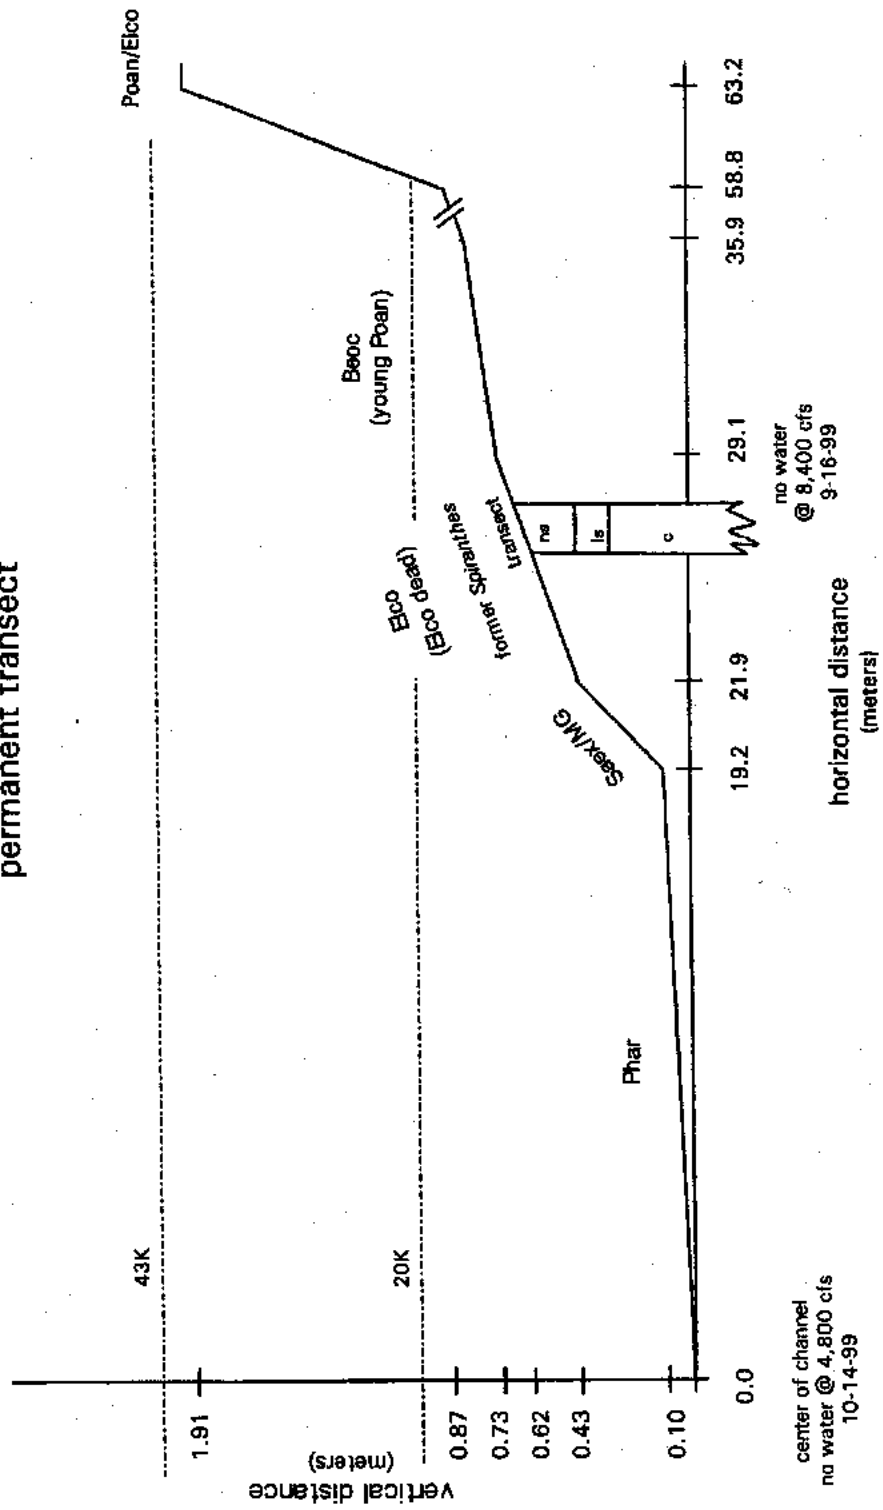 permanent transect
Poan/Elco
43K
20K
Beoc
(young Poan)
Elco
(Elco dead)
former Spiranthes
transect
Saex/MG
Phar
ns
ls
c
1.91
0.87
0.73
0.62
0.43
0.10
vertical distance
(meters)
0.0
19.2
21.9
29.1
35.9
58.8
63.2
center of channel
no water @ 4,800 cfs
10-14-99
no water
@ 8,400 cfs
9-16-99
horizontal distance
(meters)